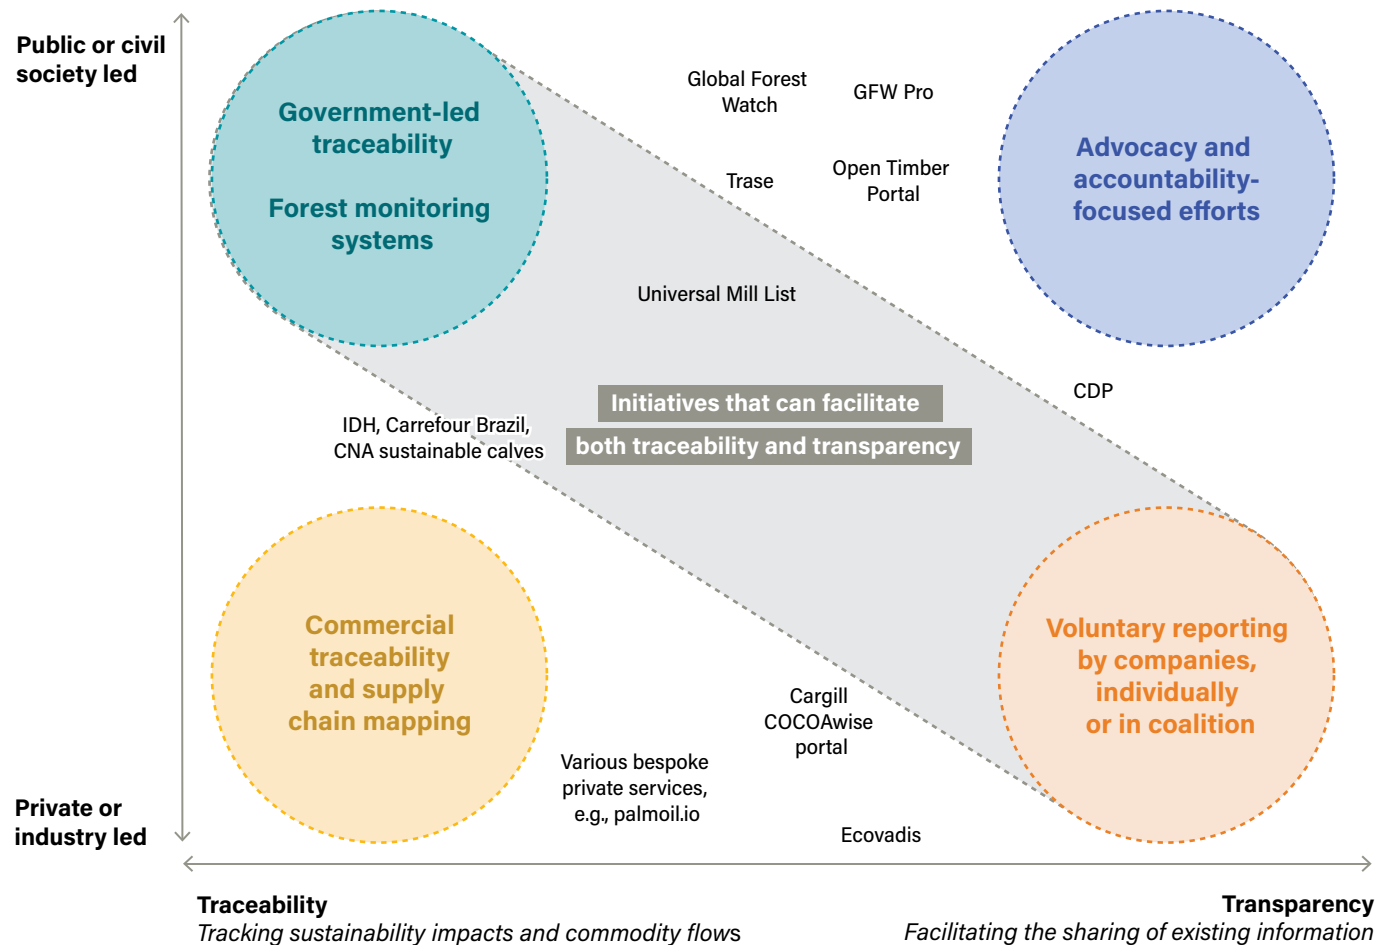 Public or civil
society led
Government-led
traceability
Forest monitoring
systems
Global Forest
Watch
GFW Pro
Trase
Open Timber
Portal
Advocacy and
accountability-
focused efforts
Universal Mill List
Initiatives that can facilitate
both traceability and transparency
CDP
IDH, Carrefour Brazil,
CNA sustainable calves
Commercial
traceability
and supply
chain mapping
Voluntary reporting
by companies,
individually
or in coalition
Cargill
COCOAwise
portal
Various bespoke
private services,
e.g., palmoil.io
Ecovadis
Private or
industry led
Traceability
Tracking sustainability impacts and commodity flows
Transparency
Facilitating the sharing of existing information